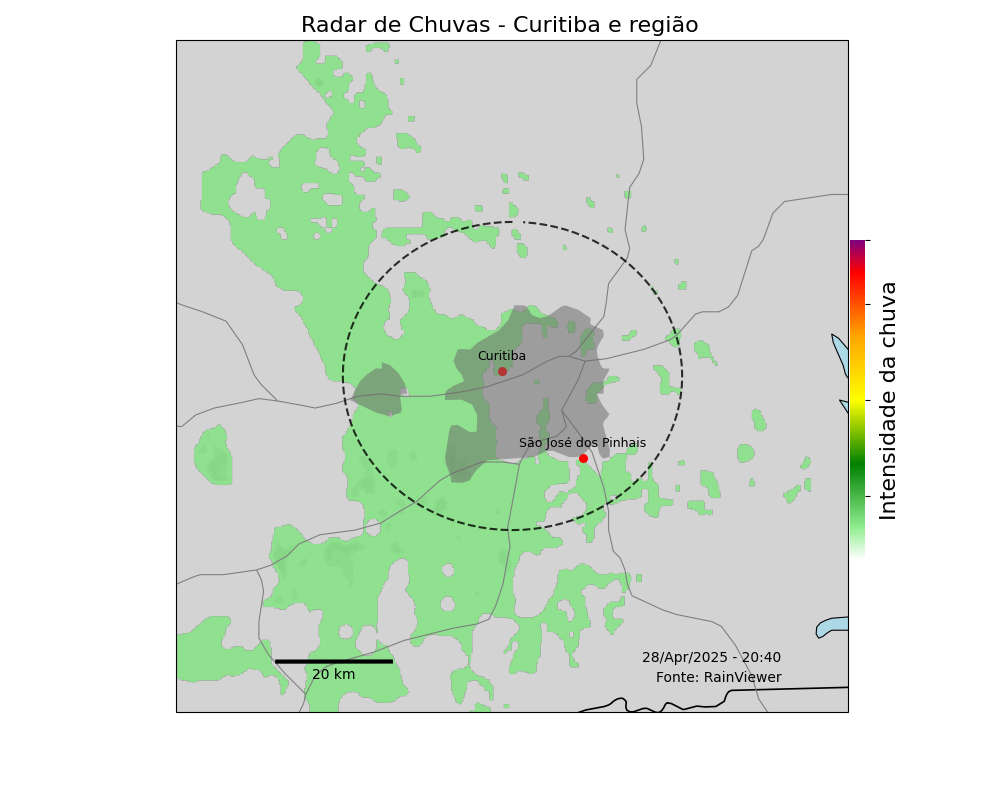 Radar de Chuvas - Curitiba e região
Curitiba
São José dos Pinhais
Intensidade da chuva
20 km
28/Apr/2025 - 20:40
Fonte: RainViewer